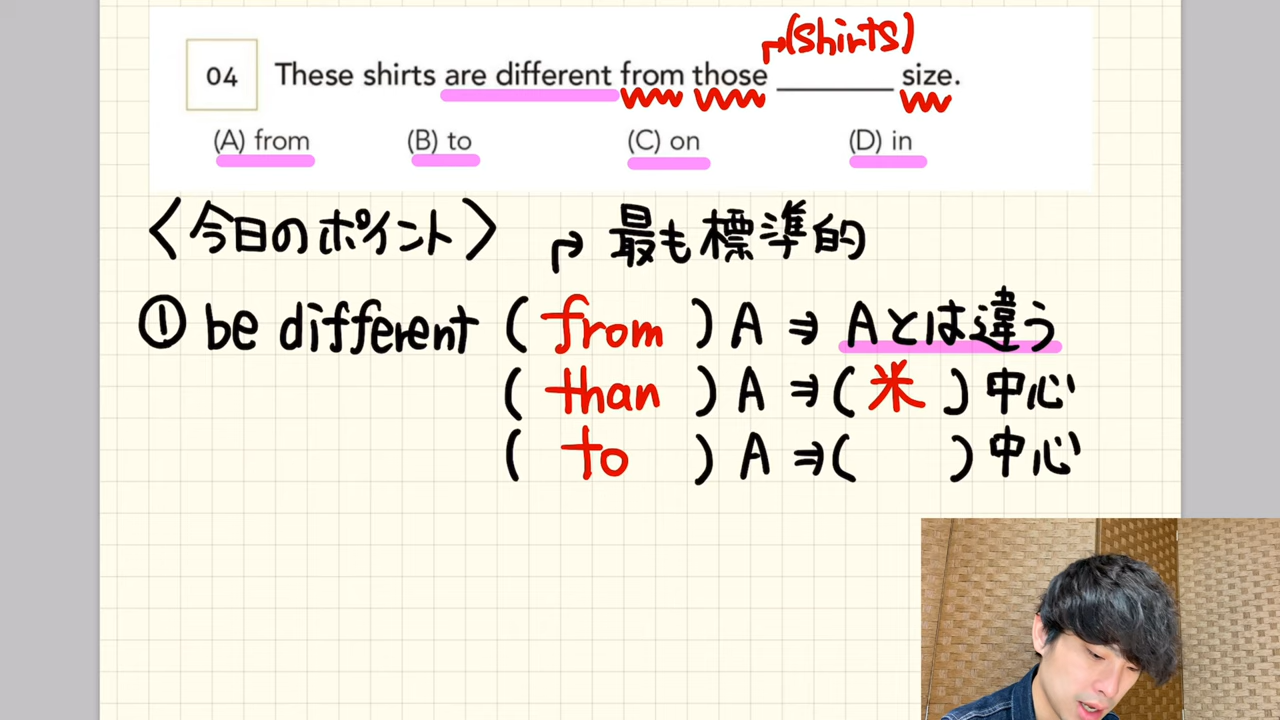 (shirts)
04 These shirts are different from those ________ size.
(A) from (B) to (C) on (D) in
〈今日のポイント〉 最も標準的
① be different (from) A ⇒ Aとは違う
(than) A ⇒ (米) 中心
(to) A ⇒ ( ) 中心